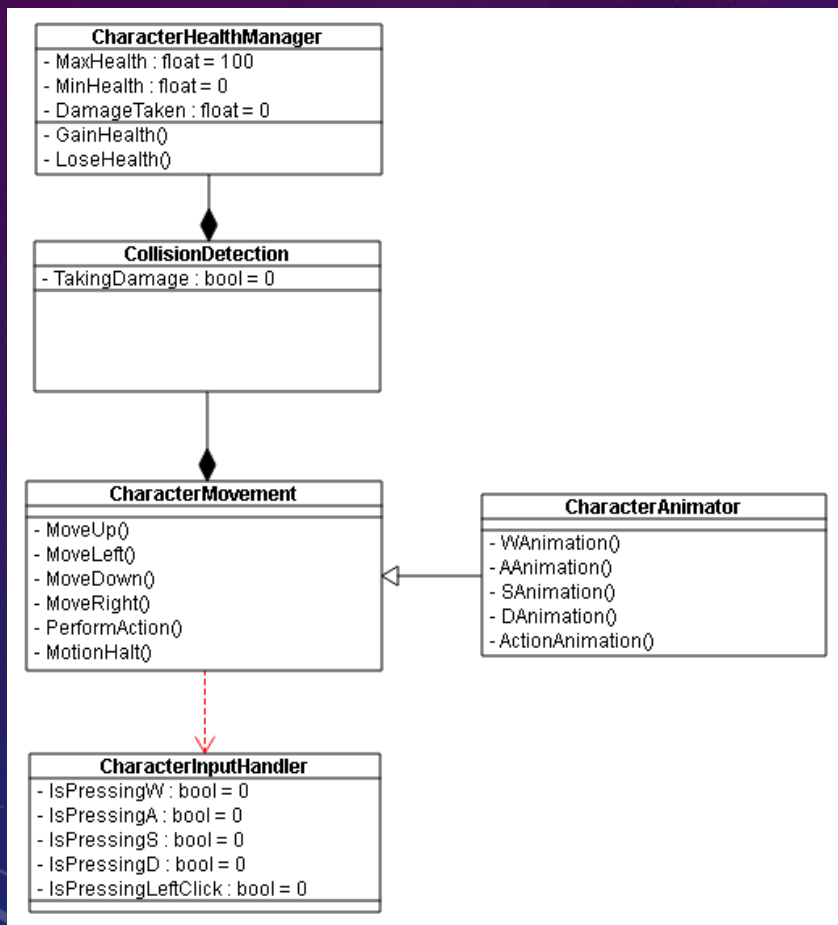 CharacterHealthManager
- MaxHealth : float = 100
- MinHealth : float = 0
- DamageTaken : float = 0
- GainHealth()
- LoseHealth()
CollisionDetection
- TakingDamage : bool = 0
CharacterMovement
- MoveUp()
- MoveLeft()
- MoveDown()
- MoveRight()
- PerformAction()
- MotionHalt()
CharacterAnimator
- WAnimation()
- AAnimation()
- SAnimation()
- DAnimation()
- ActionAnimation()
CharacterInputHandler
- IsPressingW : bool = 0
- IsPressingA : bool = 0
- IsPressingS : bool = 0
- IsPressingD : bool = 0
- IsPressingLeftClick : bool = 0